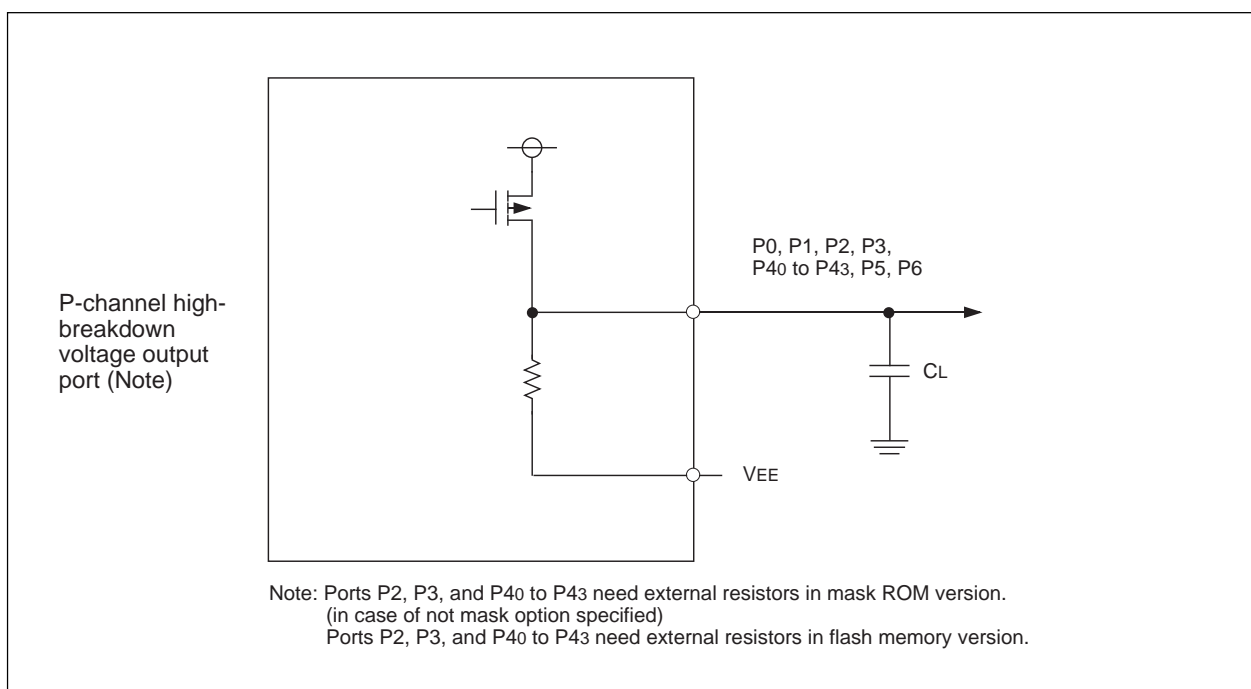 P-channel high-
breakdown
voltage output
port (Note)
P0, P1, P2, P3,
P40 to P43, P5, P6
CL
VEE
Note: Ports P2, P3, and P40 to P43 need external resistors in mask ROM version.
(in case of not mask option specified)
Ports P2, P3, and P40 to P43 need external resistors in flash memory version.